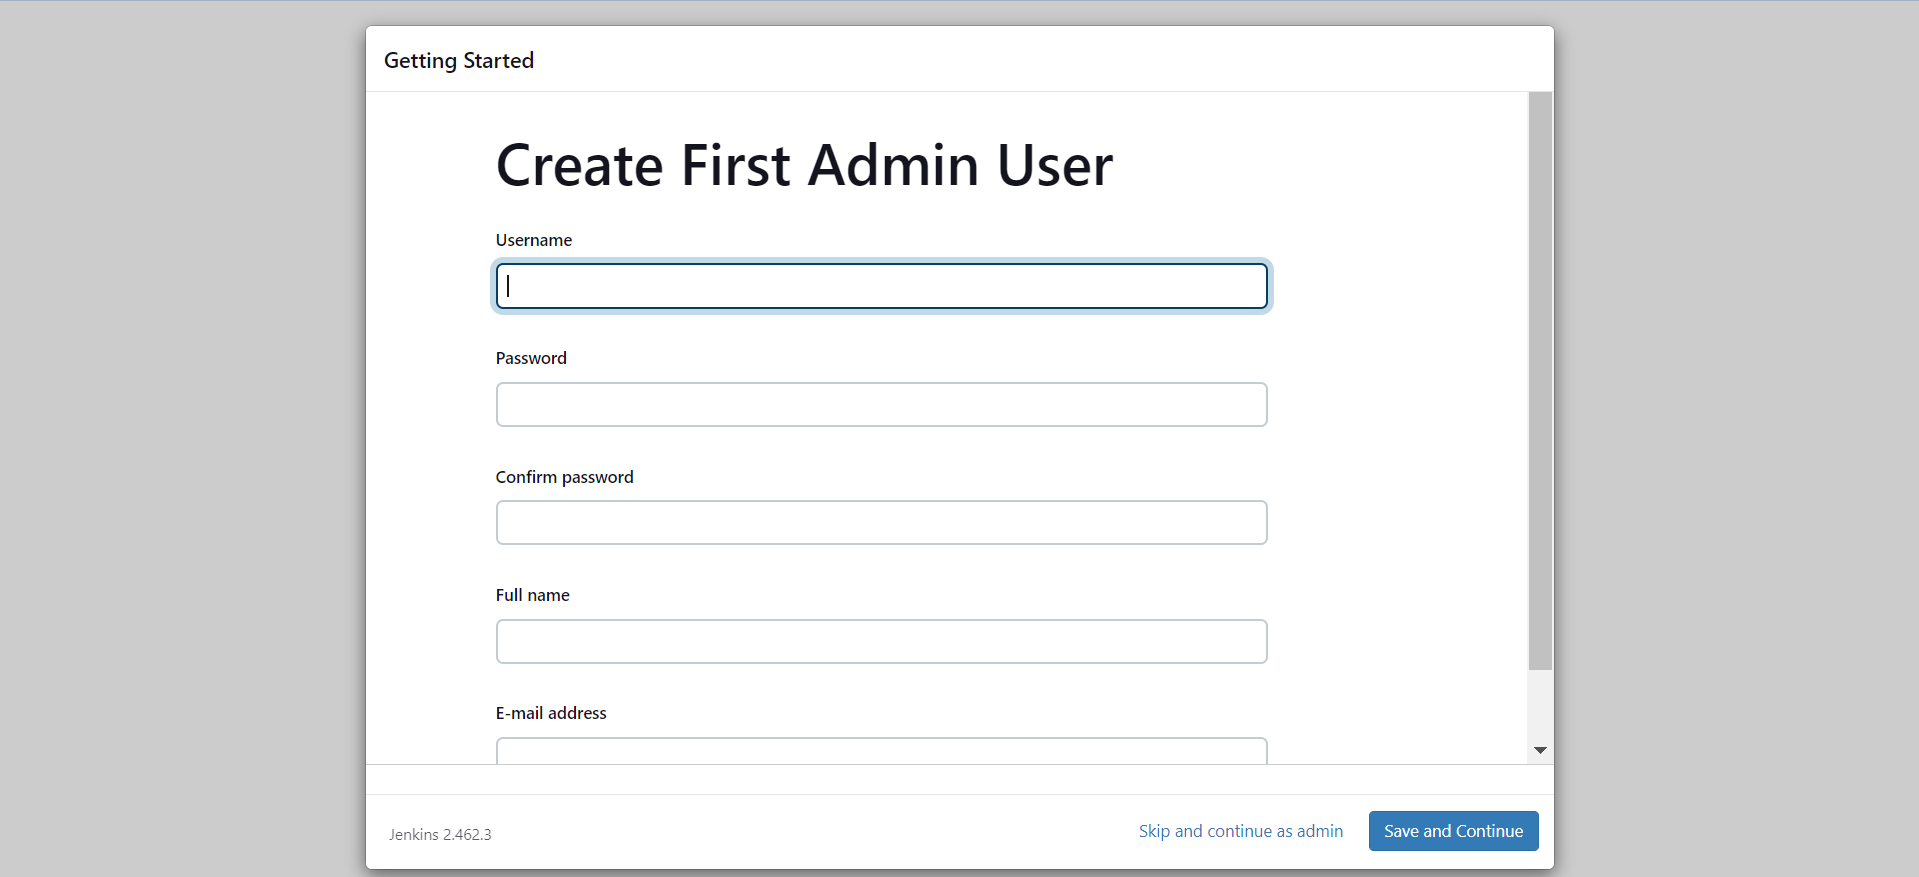 Getting Started
Create First Admin User
Username
Password
Confirm password
Full name
E-mail address
Jenkins 2.462.3
Skip and continue as admin
Save and Continue